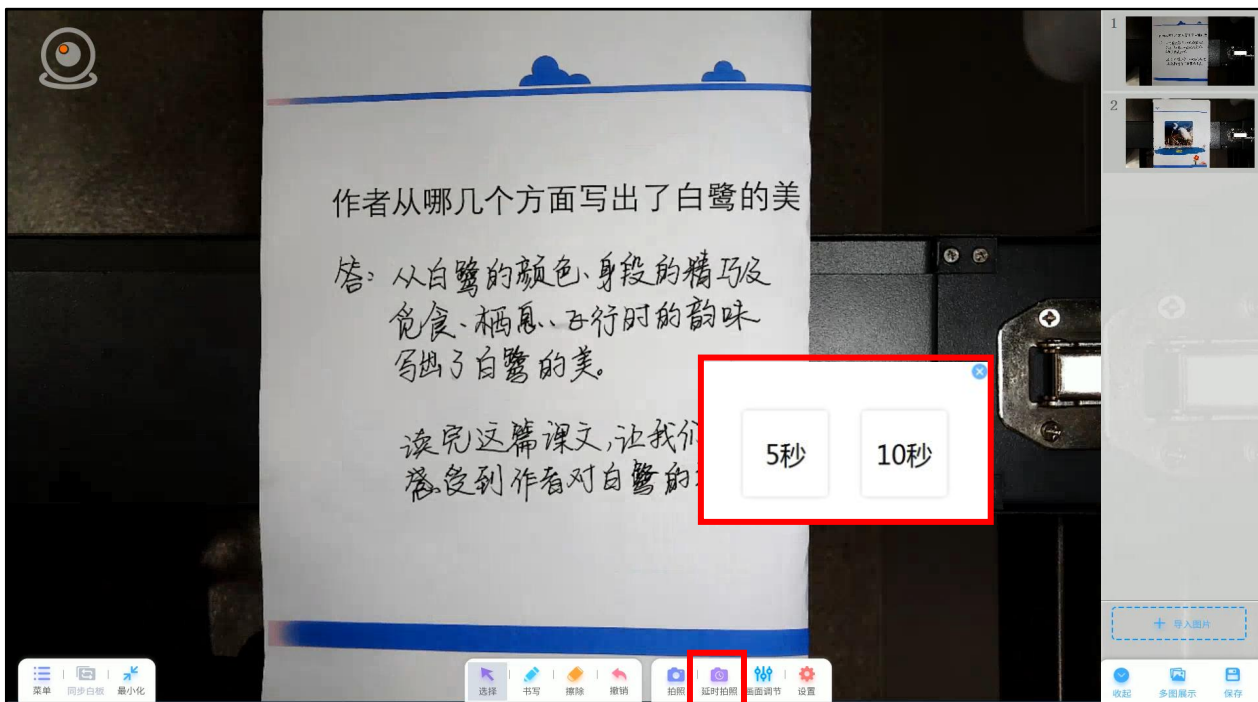 1
2
作者从哪几个方面写出了白鹭的美
答：从白鹭的颜色、身段的精巧及
觅食、栖息、飞行时的韵味
写出了白鹭的美。
读完这篇课文，让我们
感受到作者对白鹭的
5秒
10秒
导入图片
菜单
同步白板
最小化
选择
书写
擦除
撤销
拍照
延时拍照
画面调节
设置
收起
多图展示
保存